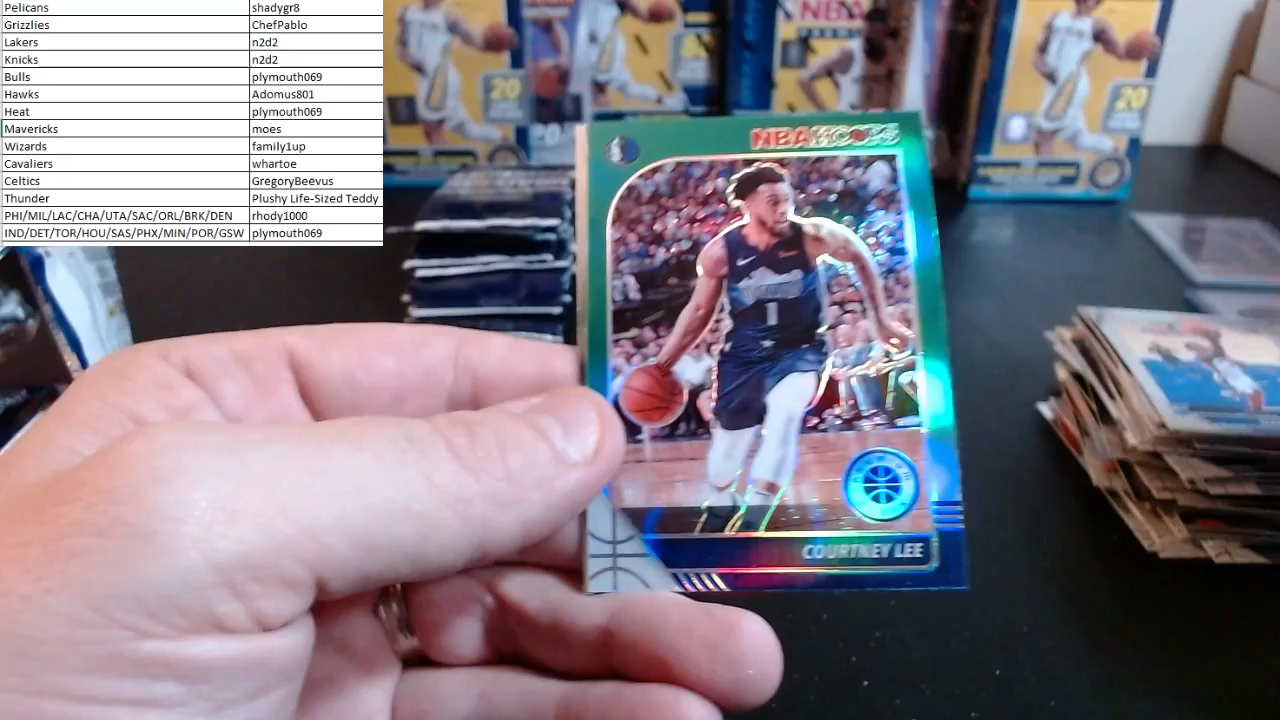 Pelicans shadygr8
Grizzlies ChefPablo
Lakers n2d2
Knicks n2d2
Bulls plymouth069
Hawks Adomus801
Heat plymouth069
Mavericks moes
Wizards family1up
Cavaliers whartoe
Celtics GregoryBeevus
Thunder Plushy Life-Sized Teddy
PHI/MIL/LAC/CHA/UTA/SAC/ORL/BRK/DEN rhody1000
IND/DET/TOR/HOU/SAS/PHX/MIN/POR/GSW plymouth069
NBA
20
20
NBA HOOPS
1
COURTNEY LEE